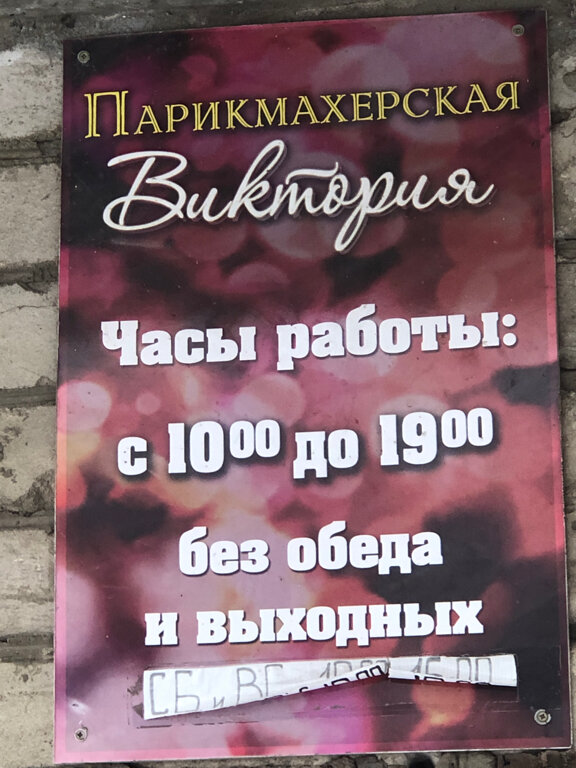 Парикмахерская
Виктория
Часы работы:
с 10⁰⁰ до 19⁰⁰
без обеда
и выходных
СБ и ВС